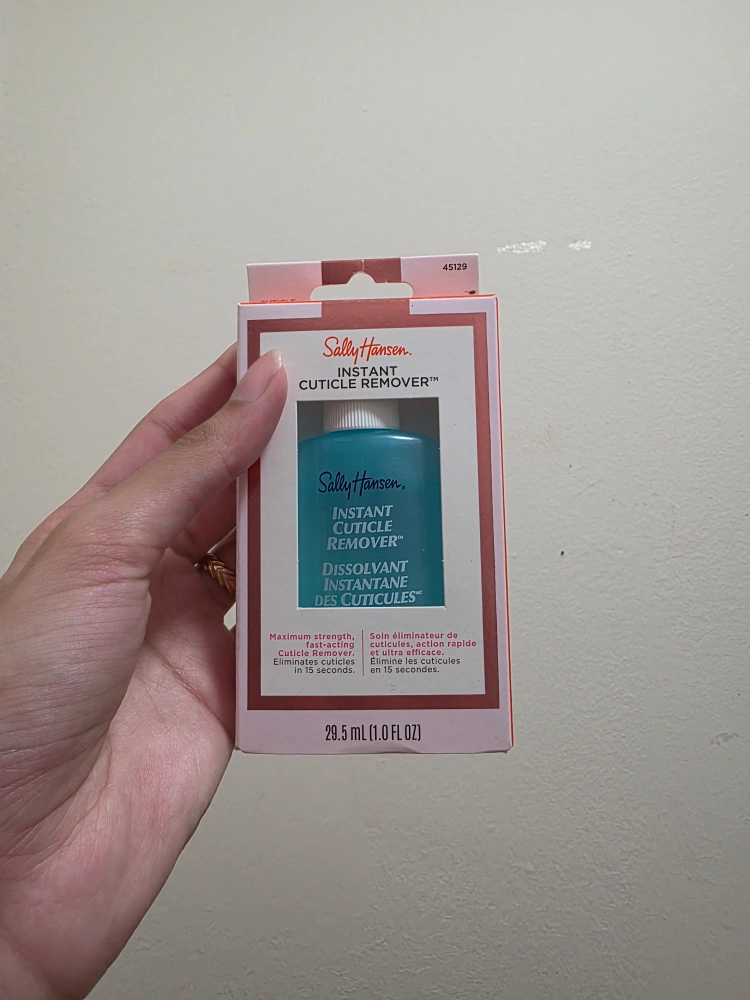 45129
Sally Hansen.
INSTANT
CUTICLE REMOVER™
Sally Hansen®
INSTANT
CUTICLE
REMOVER™
DISSOLVANT
INSTANTANE
DES CUTICULES MC
Maximum strength,
fast-acting
Cuticle Remover.
Eliminates cuticles
in 15 seconds.
Soin éliminateur de
cuticules, action rapide
et ultra efficace.
Élimine les cuticules
en 15 secondes.
29.5 mL (1.0 FL OZ)